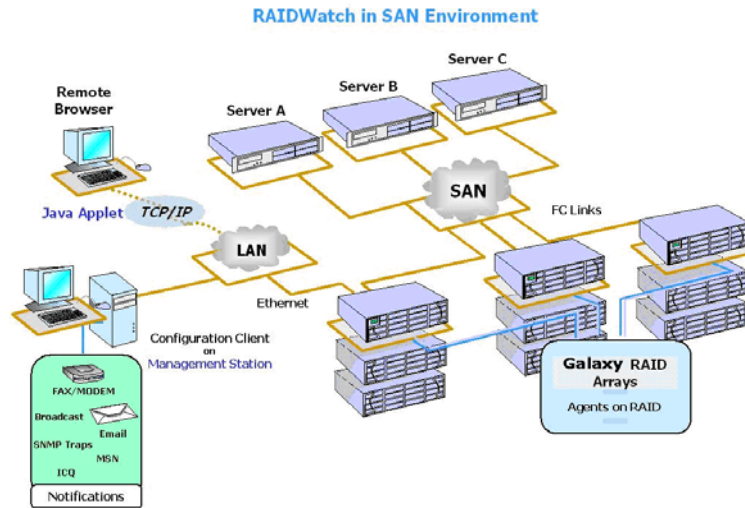 RAIDWatch in SAN Environment
Server C
Remote
Browser
Server B
Server A
SAN
Java Applet
TCP/IP
FC Links
LAN
Ethernet
Configuration Client
on
Management Station
Galaxy RAID
Arrays
Agents on RAID
FAX/MODEM
Broadcast
Email
SNMP Traps
MSN
ICQ
Notifications